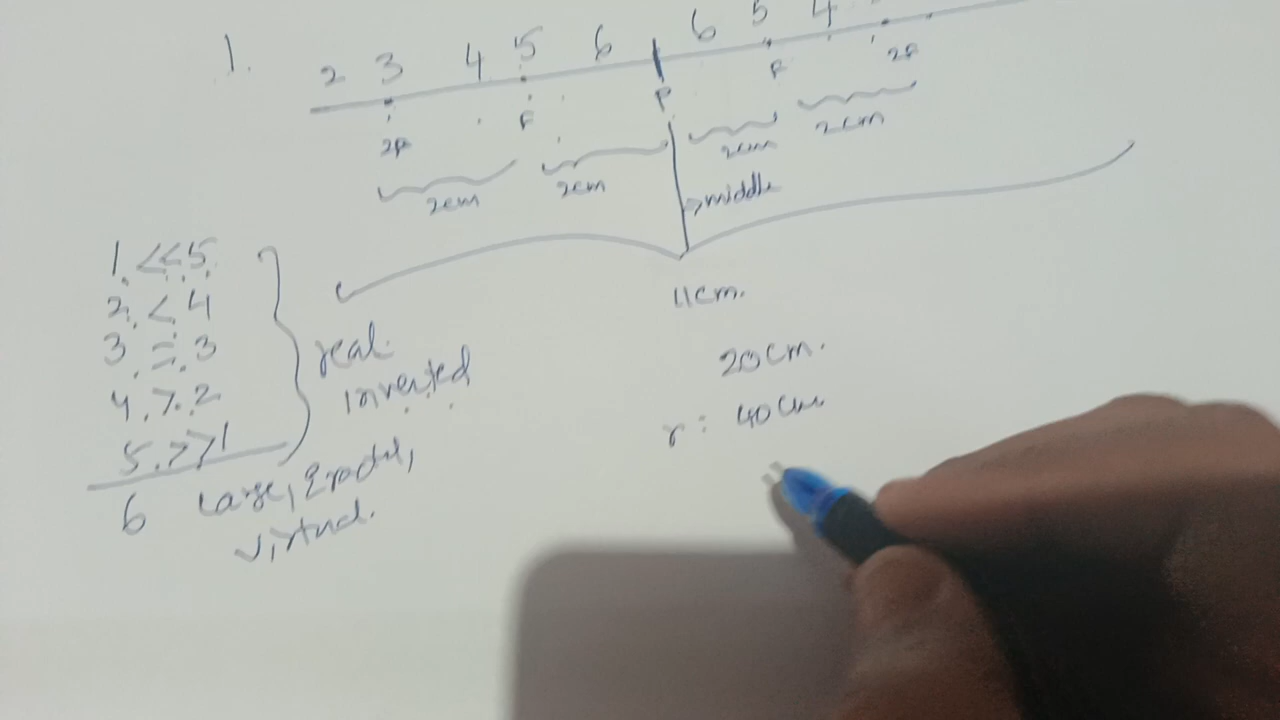 1. 2 3 4 5 6 6 5 4
2F F P F 2F
2cm 2cm 2cm 2cm
middle
11cm.
1. <<5
2. < 4
3. = 3
4. > 2
5. >>1
real
inverted
20cm.
r: 40cm
6 Large, Erected,
virtual.